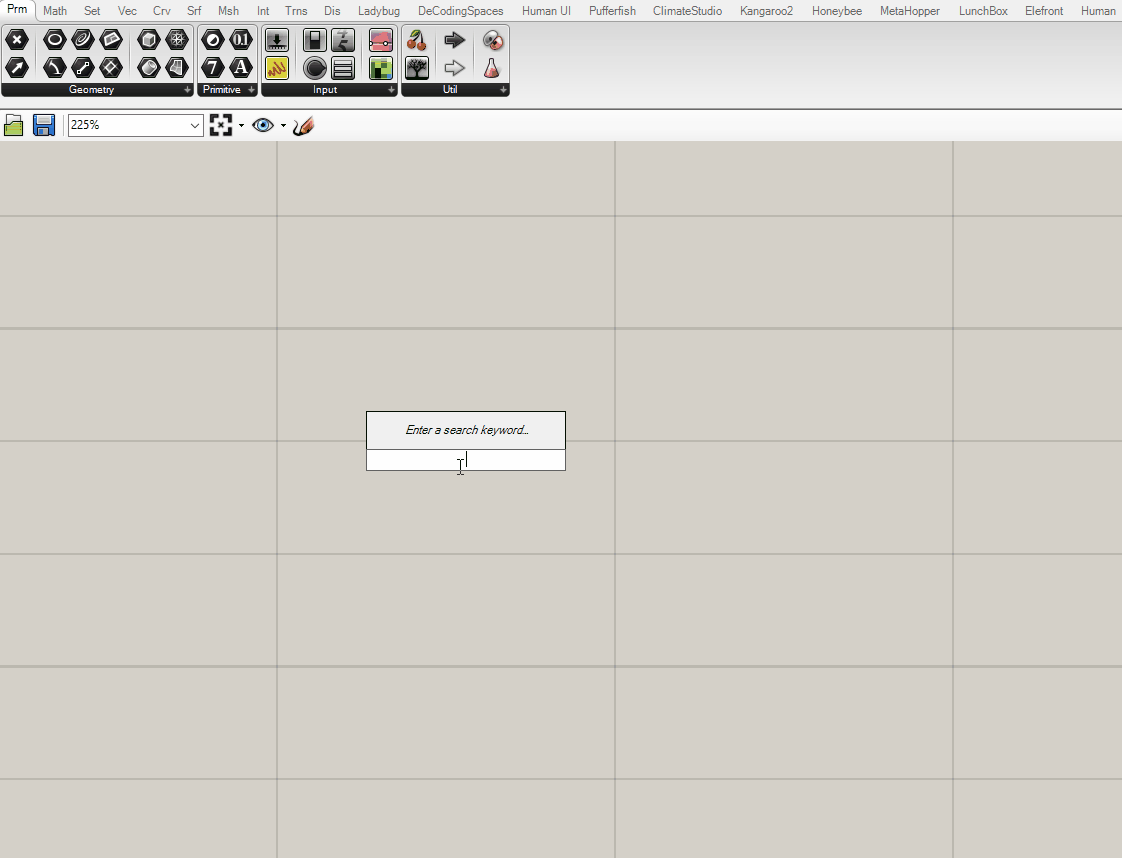 Prm Math Set Vec Crv Srf Msh Int Trns Dis Ladybug DeCodingSpaces Human UI Pufferfish ClimateStudio Kangaroo2 Honeybee MetaHopper LunchBox Elefront Human
0.1
7 A
Geometry Primitive Input Util
225%
Enter a search keyword...